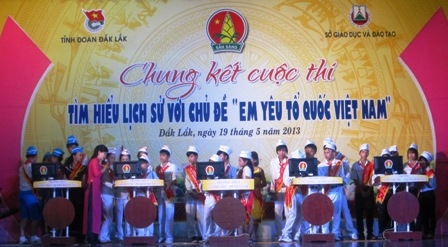 TỈNH ĐOÀN ĐẮK LẮK
SẴN SÀNG
SỞ GIÁO DỤC VÀ ĐÀO TẠO
Chung kết cuộc thi
TÌM HIỂU LỊCH SỬ VỚI CHỦ ĐỀ "EM YÊU TỔ QUỐC VIỆT NAM"
Đắk Lắk, ngày 19 tháng 5 năm 2013